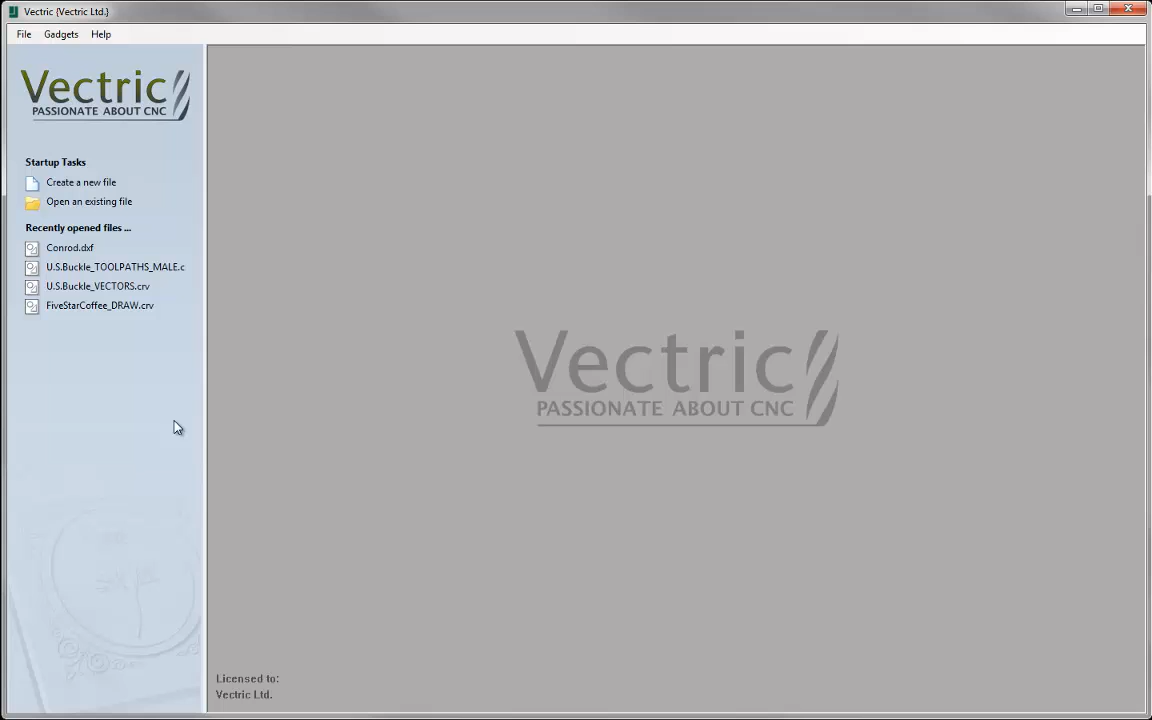 Vectric {Vectric Ltd.}
File Gadgets Help
Vectric
PASSIONATE ABOUT CNC
Startup Tasks
Create a new file
Open an existing file
Recently opened files ...
Conrod.dxf
U.S.Buckle_TOOLPATHS_MALE.c
U.S.Buckle_VECTORS.crv
FiveStarCoffee_DRAW.crv
Vectric
PASSIONATE ABOUT CNC
Licensed to:
Vectric Ltd.